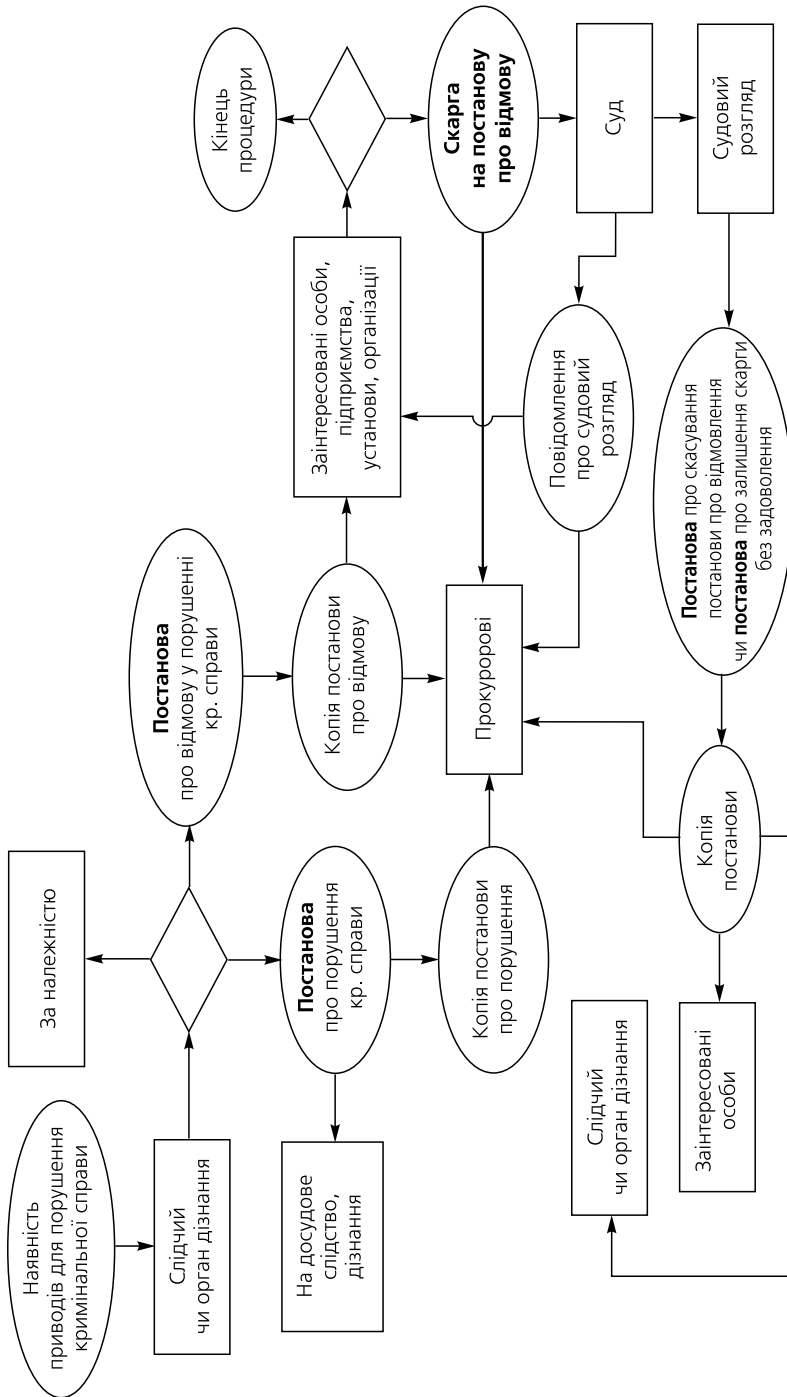 Наявність
приводів для порушення
кримінальної справи
Слідчий
чи орган дізнання
За належністю
Постанова
про відмову у порушенні
кр. справи
Копія постанови
про відмову
Заінтересовані особи,
підприємства,
установи, організації
Кінець
процедури
Скарга
на постанову
про відмову
Суд
Судовий
розгляд
На досудове
слідство,
дізнання
Постанова
про порушення
кр. справи
Копія постанови
про порушення
Прокуророві
Повідомлення
про судовий
розгляд
Слідчий
чи орган дізнання
Заінтересовані
особи
Копія
постанови
Постанова про скасування
постанови про відмовлення
чи постанова про залишення скарги
без задоволення